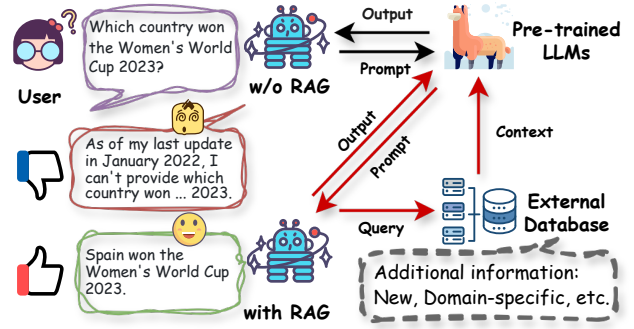 Which country won
the Women's World
Cup 2023?
User
w/o RAG
Output
Prompt
Pre-trained
LLMs
As of my last update
in January 2022, I
can't provide which
country won ... 2023.
Output
Prompt
Context
Spain won the
Women's World Cup
2023.
with RAG
Query
External
Database
Additional information:
New, Domain-specific, etc.